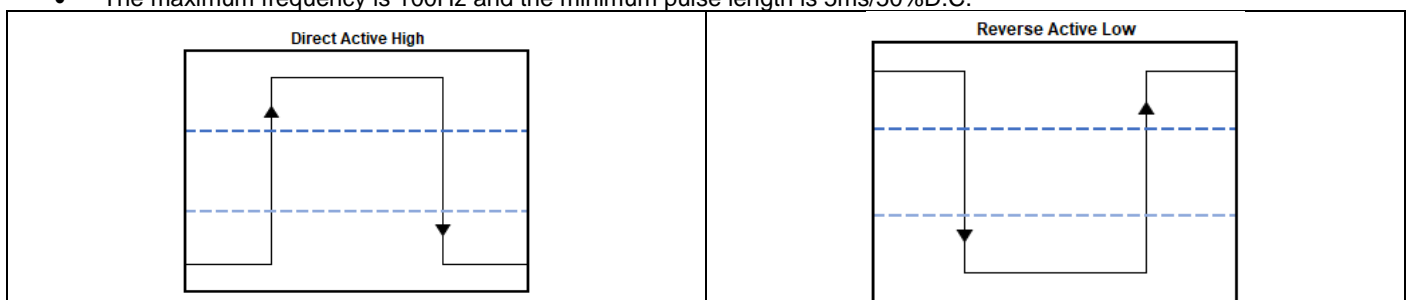 • The maximum frequency is 100Hz and the minimum pulse length is 5ms/50%D.C.
Direct Active High
Reverse Active Low